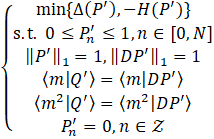 min{Δ(P′), −H(P′)}
s.t. 0 ≤ P′ₙ ≤ 1, n ∈ [0, N]
‖P′‖₁ = 1, ‖DP′‖₁ = 1
⟨m|Q′⟩ = ⟨m|DP′⟩
⟨m²|Q′⟩ = ⟨m²|DP′⟩
P′ₙ = 0, n ∈ 𝒵